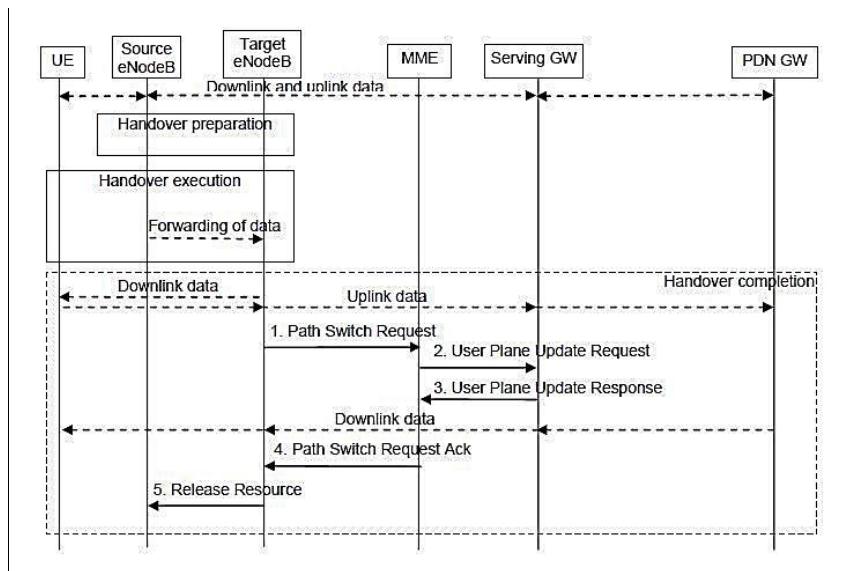 UE
Source
eNodeB
Target
eNodeB
MME
Serving GW
PDN GW
Downlink and uplink data
Handover preparation
Handover execution
Forwarding of data
Handover completion
Downlink data
Uplink data
1. Path Switch Request
2. User Plane Update Request
3. User Plane Update Response
Downlink data
4. Path Switch Request Ack
5. Release Resource